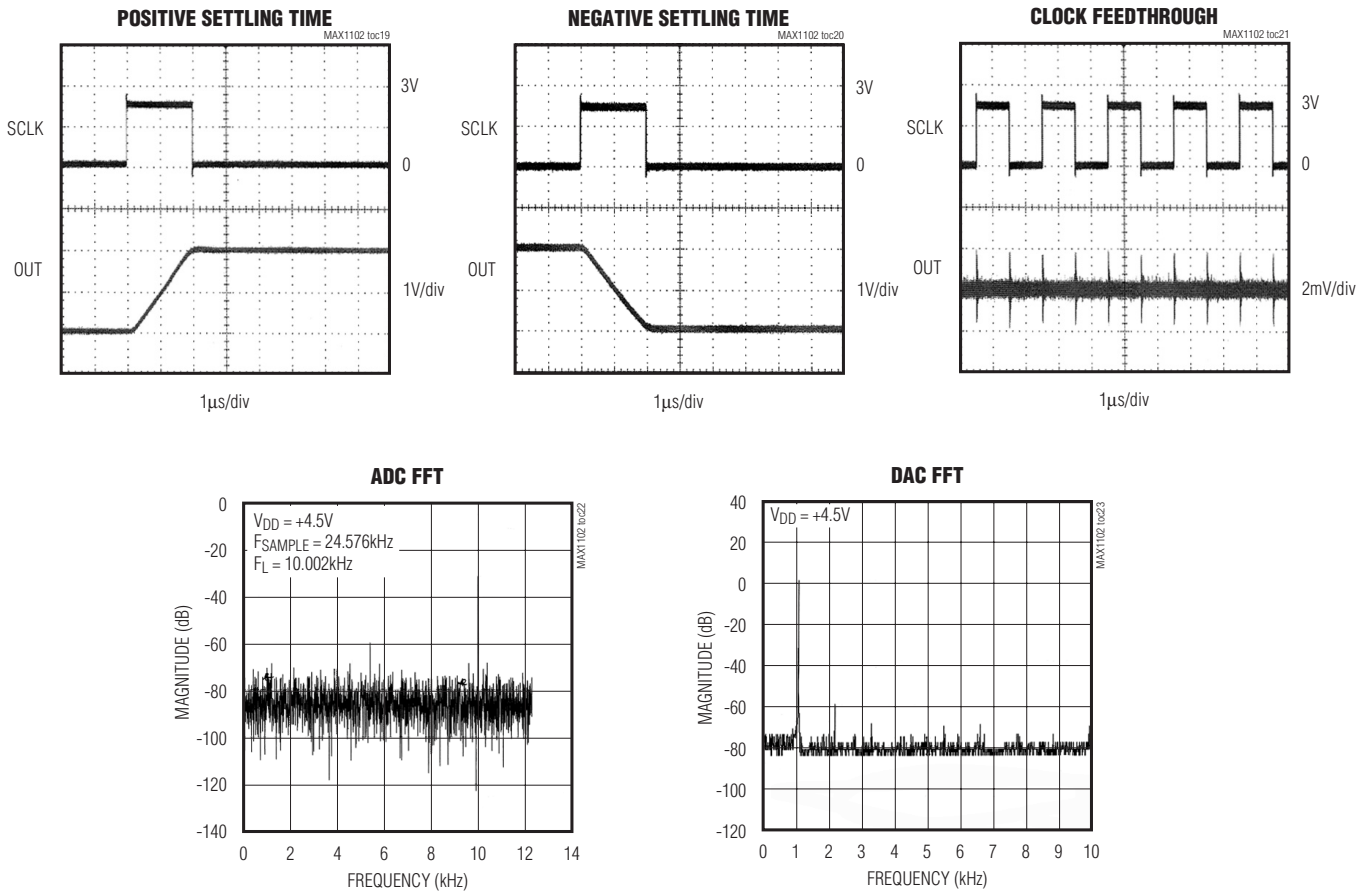 POSITIVE SETTLING TIME
MAX1102 toc19
SCLK
3V
0
OUT
1V/div
1µs/div
NEGATIVE SETTLING TIME
MAX1102 toc20
SCLK
3V
0
OUT
1V/div
1µs/div
CLOCK FEEDTHROUGH
MAX1102 toc21
SCLK
3V
0
OUT
2mV/div
1µs/div
ADC FFT
MAX1102 toc22
VDD = +4.5V
FSAMPLE = 24.576kHz
FL = 10.002kHz
MAGNITUDE (dB)
0
-20
-40
-60
-80
-100
-120
-140
0 2 4 6 8 10 12 14
FREQUENCY (kHz)
DAC FFT
MAX1102 toc23
VDD = +4.5V
MAGNITUDE (dB)
40
20
0
-20
-40
-60
-80
-100
-120
0 1 2 3 4 5 6 7 8 9 10
FREQUENCY (kHz)